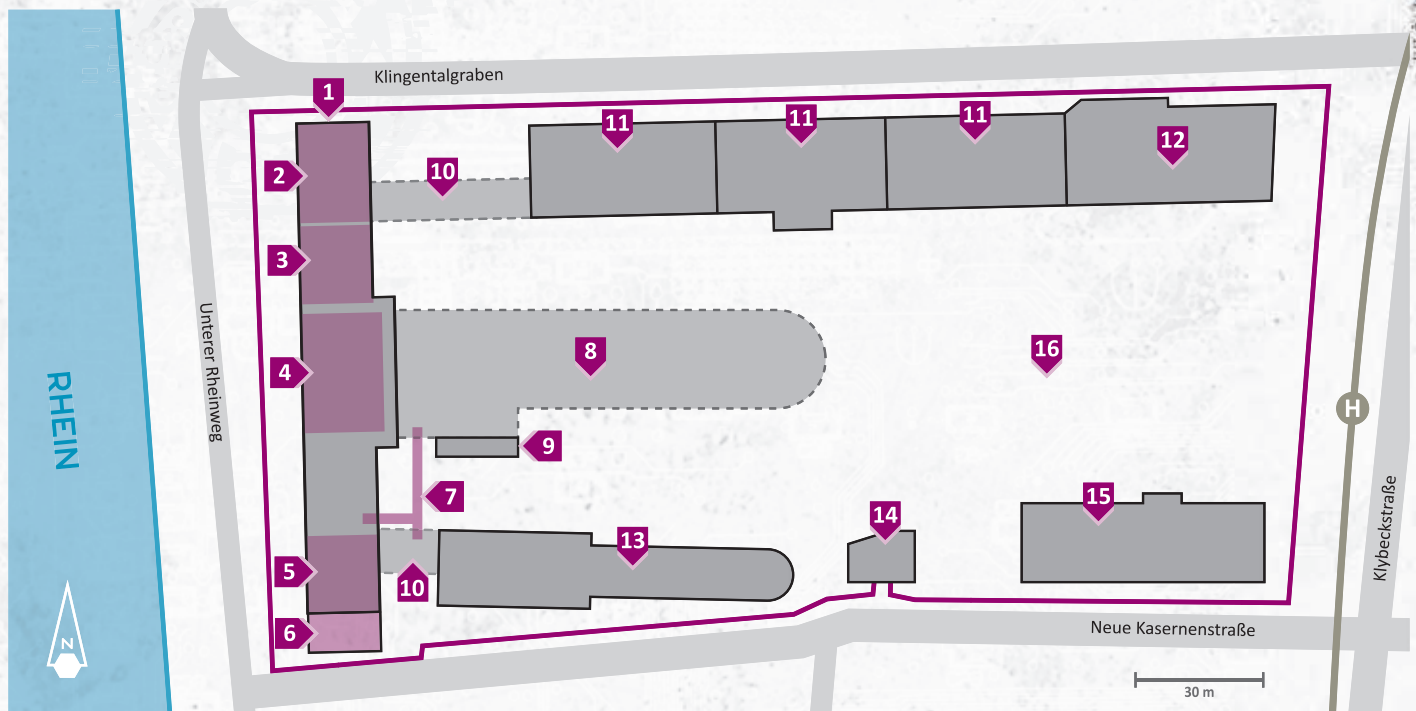 Klingentalgraben
1
11
11
11
12
2
10
3
Unterer Rheinweg
4
8
16
RHEIN
H
9
7
Klybeckstraße
15
14
13
5
10
6
Neue Kasernenstraße
N
30 m